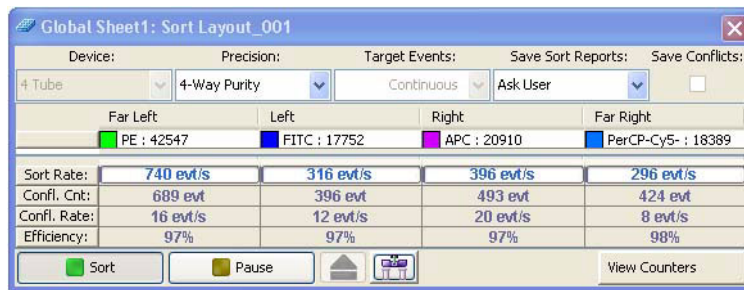 Global Sheet1: Sort Layout_001
Device: Precision: Target Events: Save Sort Reports: Save Conflicts:
4 Tube 4-Way Purity Continuous Ask User
Far Left Left Right Far Right
PE : 42547 FITC : 17752 APC : 20910 PerCP-Cy5- : 18389
Sort Rate: 740 evt/s 316 evt/s 396 evt/s 296 evt/s
Confl. Cnt: 689 evt 396 evt 493 evt 424 evt
Confl. Rate: 16 evt/s 12 evt/s 20 evt/s 8 evt/s
Efficiency: 97% 97% 97% 98%
Sort Pause View Counters